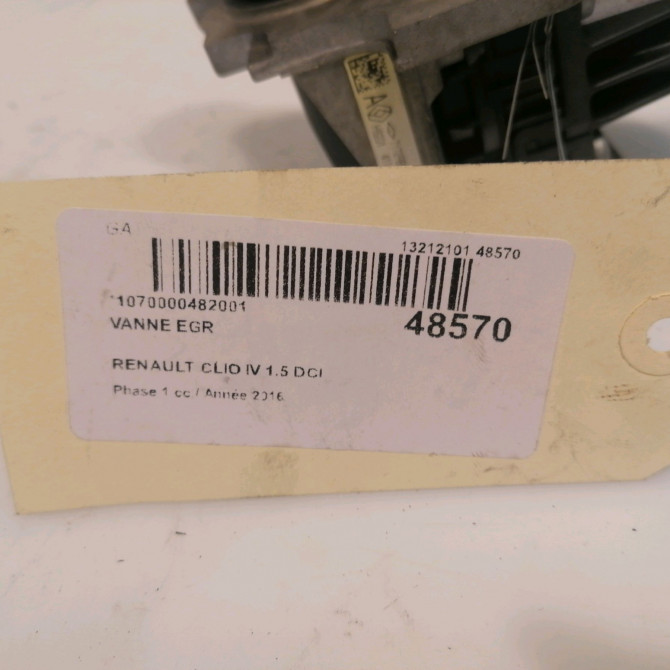 GA
13212101 48570
*1070000482001
48570
VANNE EGR
RENAULT CLIO IV 1.5 DCI
Phase 1 cc / Année 2016